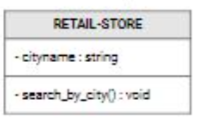 RETAIL-STORE
- cityname : string
- search_by_city() : void